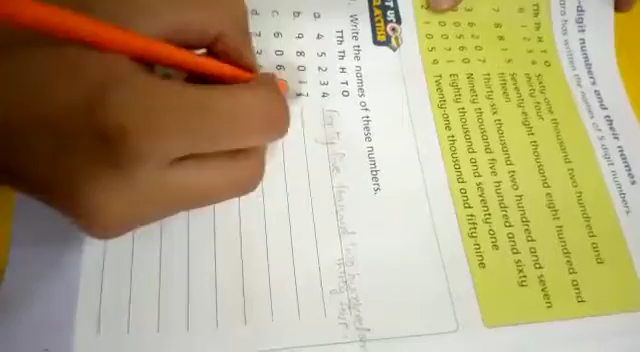 -digit numbers and their names
ara has written the names of 5 digit numbers.
TTh Th H T O
6 1 2 3 4 Sixty-one thousand two hundred and
thirty-four
7 8 8 1 5 Seventy-eight thousand eight hundred and
fifteen
3 6 2 0 7 Thirty-six thousand two hundred and seven
0 5 6 0 Ninety thousand five hundred and sixty
0 0 7 1 Eighty thousand and seventy-one
2 1 0 5 9 Twenty-one thousand and fifty-nine
Write the names of these numbers.
TTh Th H T O
a. 4 5 2 3 4 forty five thousand two hundred
thirty four
b. 9 8 0 1
c. 6 0 6
d. 7